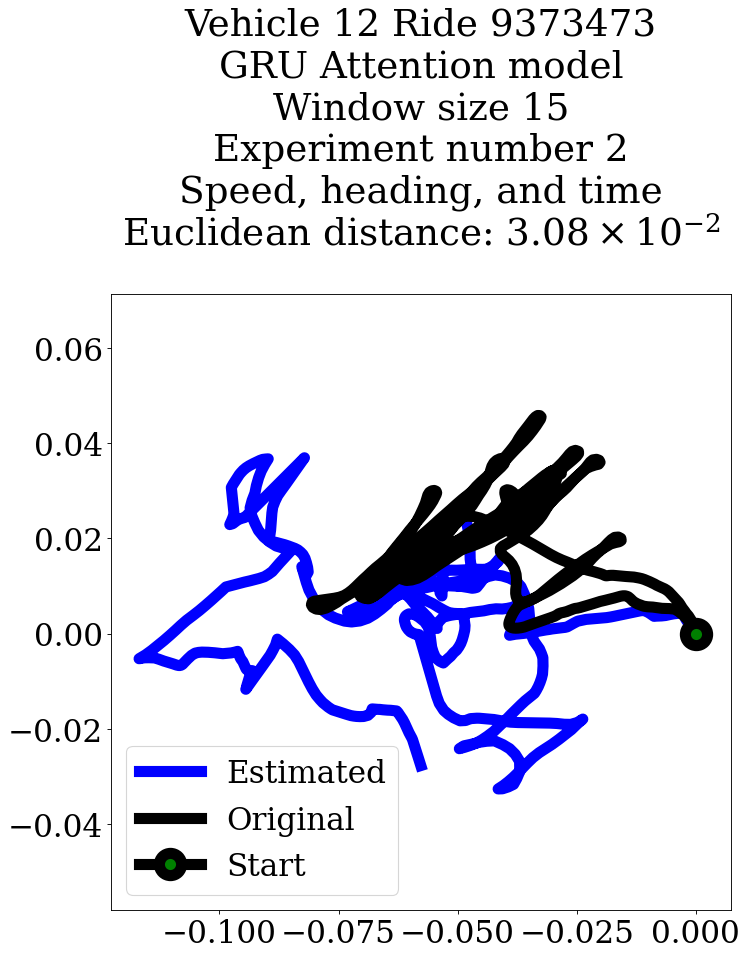 Vehicle 12 Ride 9373473
GRU Attention model
Window size 15
Experiment number 2
Speed, heading, and time
Euclidean distance: 3.08 × 10⁻²
0.06
0.04
0.02
0.00
−0.02
−0.04
Estimated
Original
Start
−0.100 −0.075 −0.050 −0.025 0.000